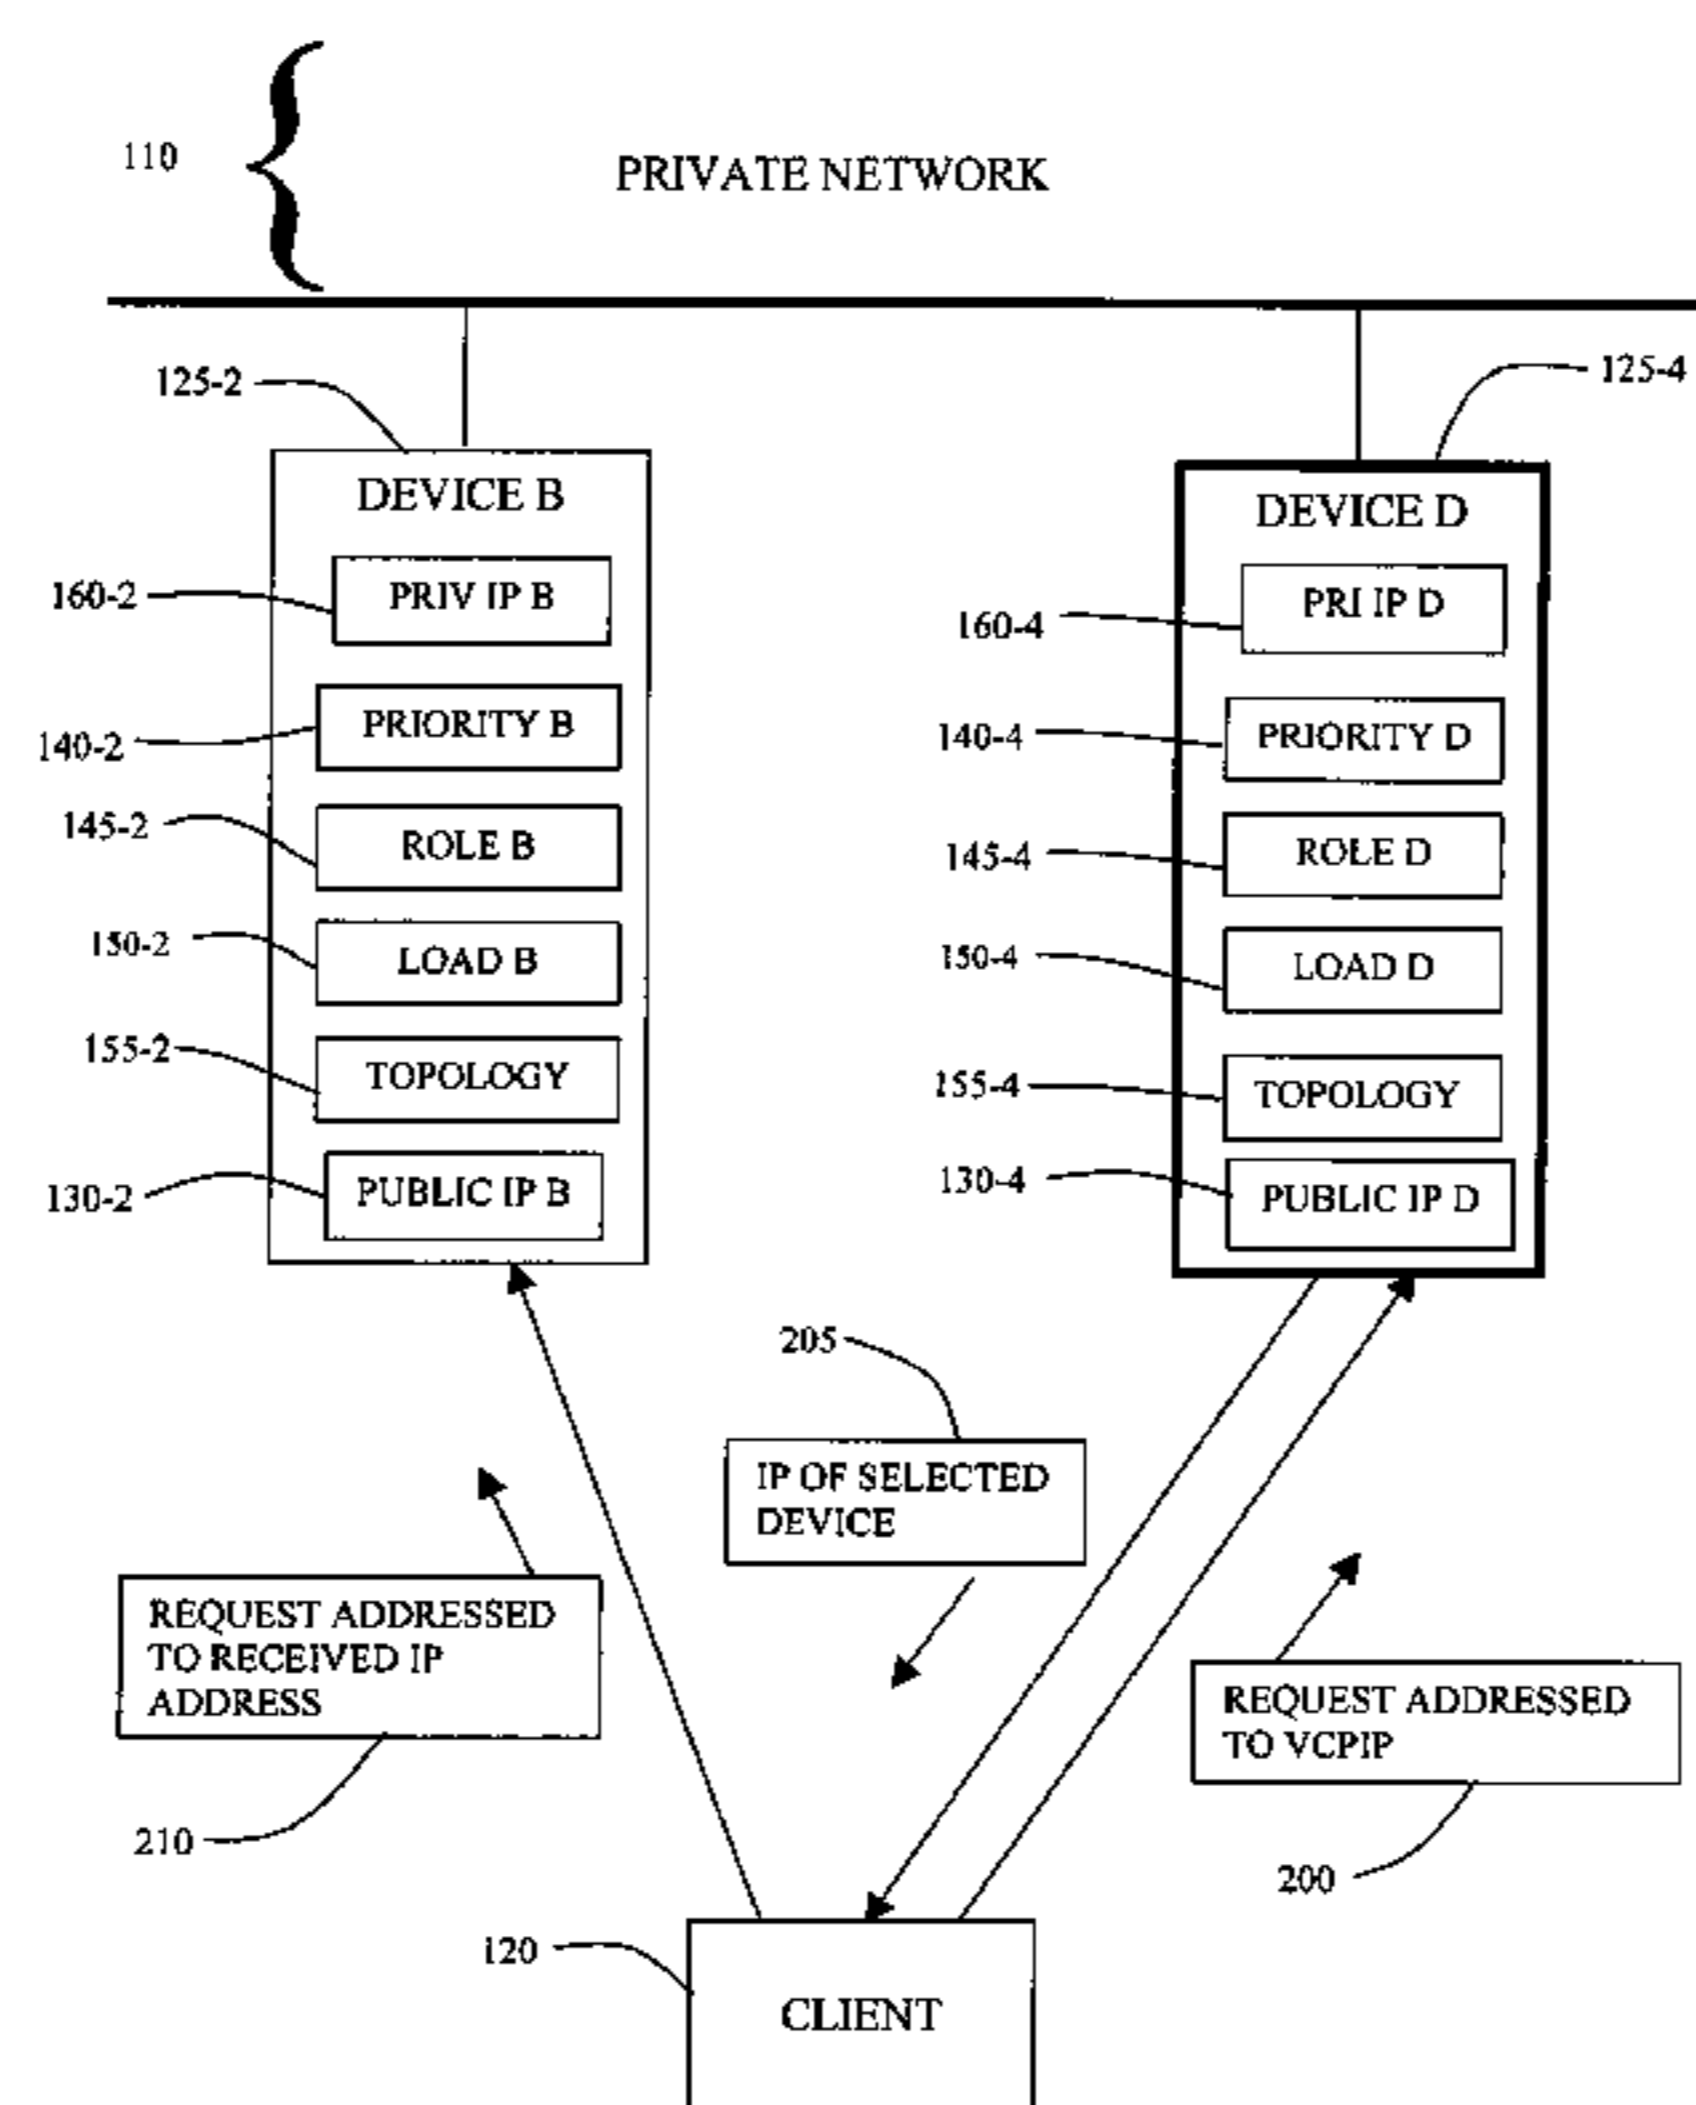 110
PRIVATE NETWORK
125-2
125-4
DEVICE B
160-2
PRIV IP B
140-2
PRIORITY B
145-2
ROLE B
150-2
LOAD B
155-2
TOPOLOGY
130-2
PUBLIC IP B
DEVICE D
160-4
PRI IP D
140-4
PRIORITY D
145-4
ROLE D
150-4
LOAD D
155-4
TOPOLOGY
130-4
PUBLIC IP D
205
IP OF SELECTED
DEVICE
REQUEST ADDRESSED
TO RECEIVED IP
ADDRESS
210
REQUEST ADDRESSED
TO VCPIP
200
120
CLIENT